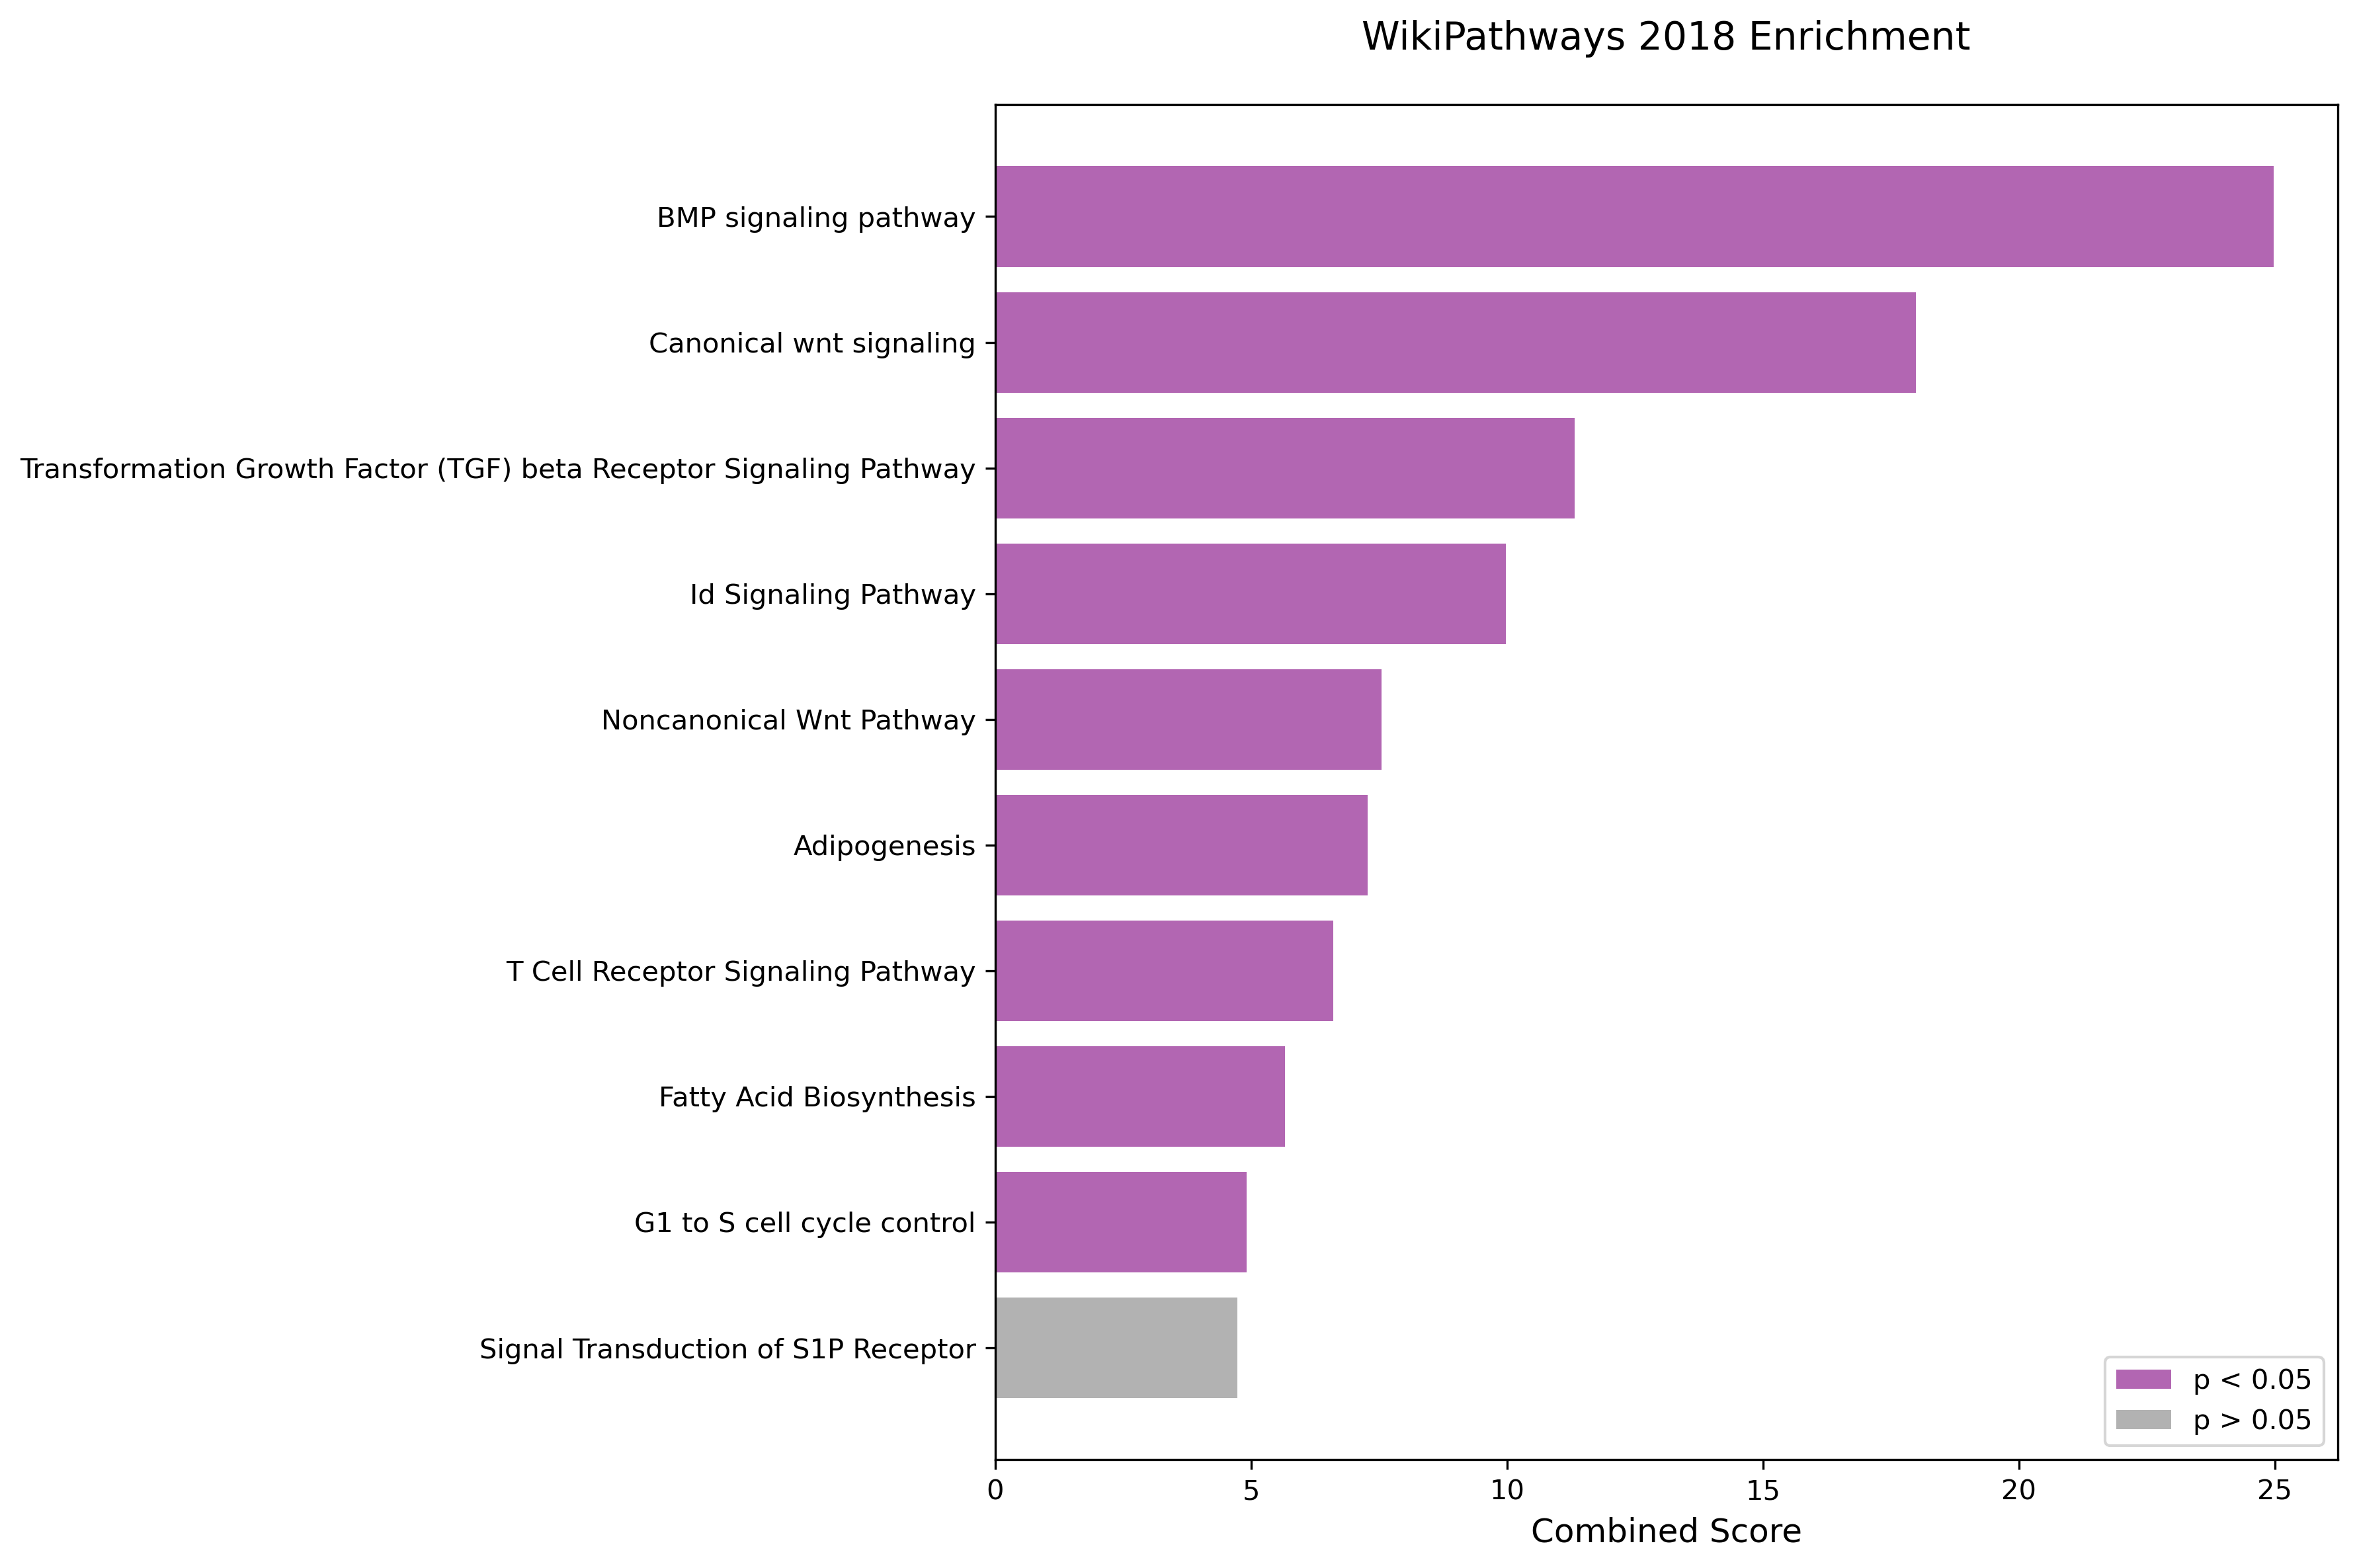 WikiPathways 2018 Enrichment
BMP signaling pathway
Canonical wnt signaling
Transformation Growth Factor (TGF) beta Receptor Signaling Pathway
Id Signaling Pathway
Noncanonical Wnt Pathway
Adipogenesis
T Cell Receptor Signaling Pathway
Fatty Acid Biosynthesis
G1 to S cell cycle control
Signal Transduction of S1P Receptor
p < 0.05
p > 0.05
0 5 10 15 20 25
Combined Score